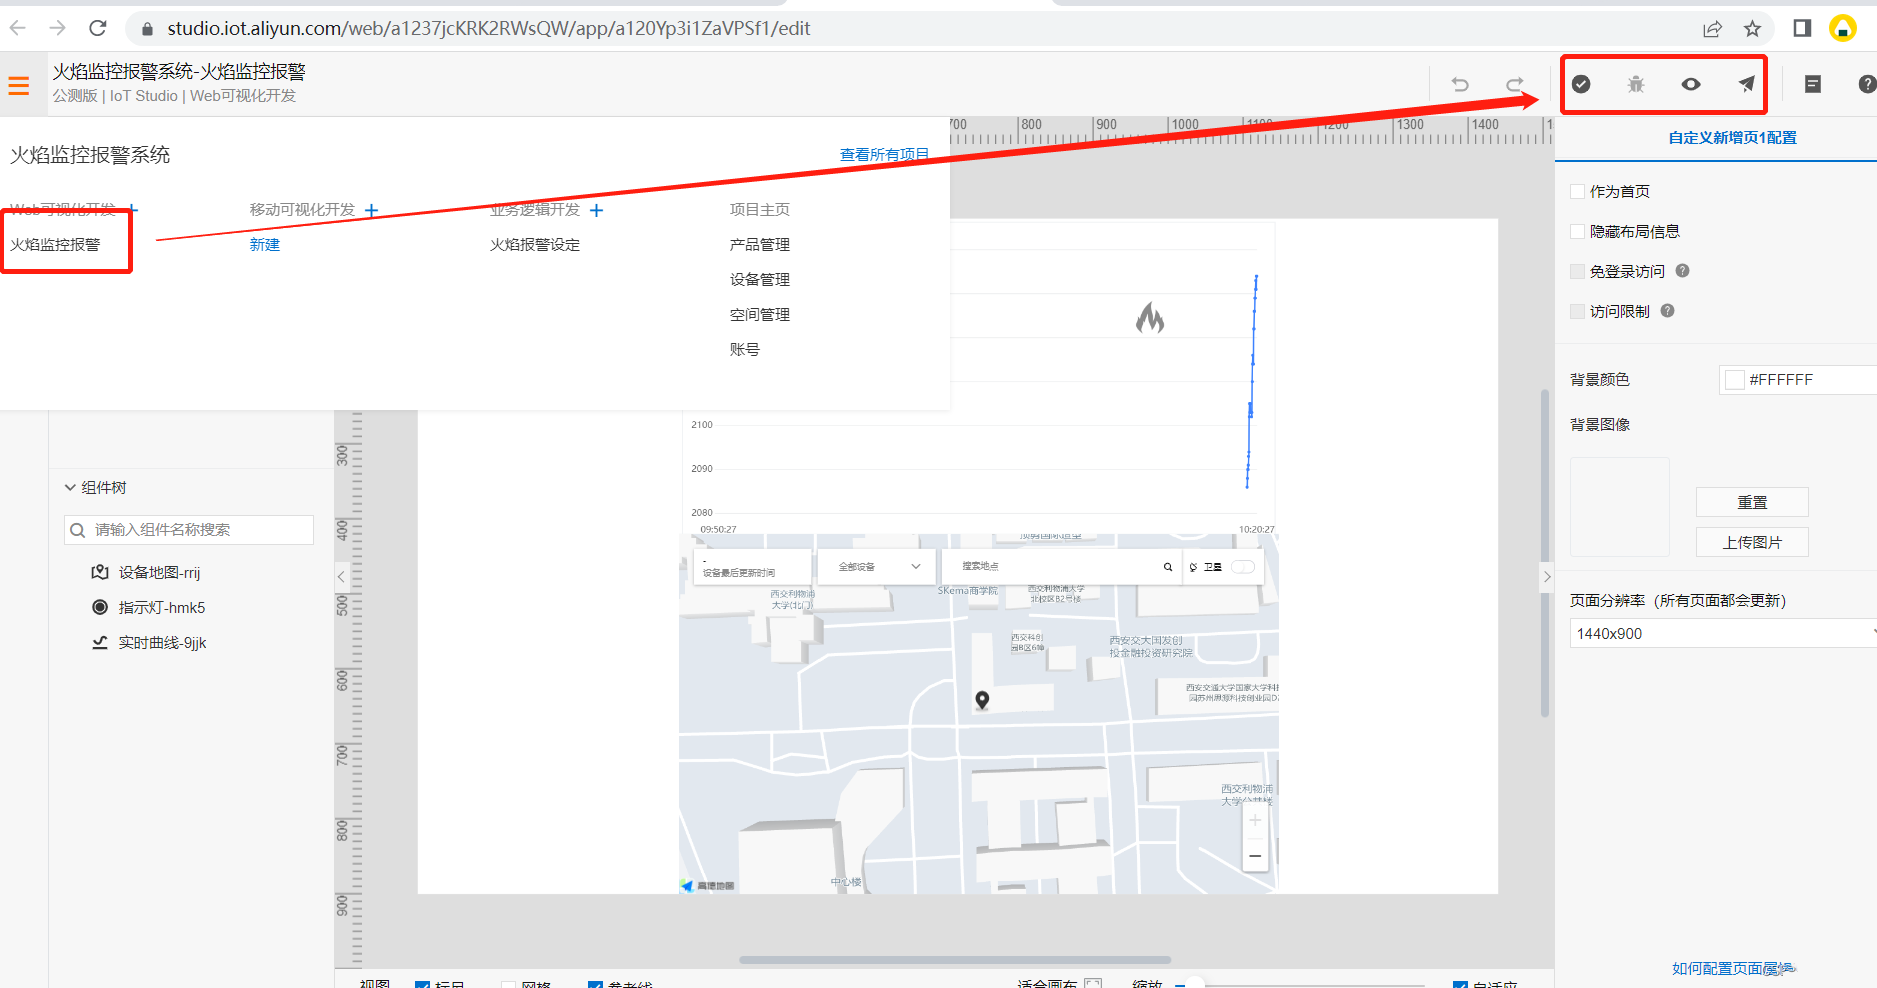 studio.iot.aliyun.com/web/a1237jcKRK2RWsQW/app/a120Yp3i1ZaVPSf1/edit
火焰监控报警系统-火焰监控报警
公测版 | IoT Studio | Web可视化开发
火焰监控报警系统
查看所有项目
Web可视化开发
移动可视化开发
业务逻辑开发
项目主页
火焰监控报警
新建
火焰报警设定
产品管理
设备管理
空间管理
账号
700
800
900
1000
1100
1200
1300
1400
自定义新增页1配置
作为首页
隐藏布局信息
免登录访问
访问限制
背景颜色
#FFFFFF
背景图像
重置
上传图片
页面分辨率（所有页面都会更新）
1440x900
如何配置页面属性
组件树
请输入组件名称搜索
设备地图-rrij
指示灯-hmk5
实时曲线-9jjk
300
400
500
600
700
800
900
2100
2090
2080
09:50:27
10:20:27
-
设备最后更新时间
全部设备
搜索地点
卫星
西交利物浦
大学(北门)
SKema商学院
西交利物浦大学
北校区B2号楼
西交科创
园B区6幢
西安交大国发创
投金融投资研究院
西安交通大学国家大学科技
园苏州思源科技创业园D
西交利物浦
中心楼
高德地图
视图
标尺
网格
参考线
适合画布
缩放
自适应